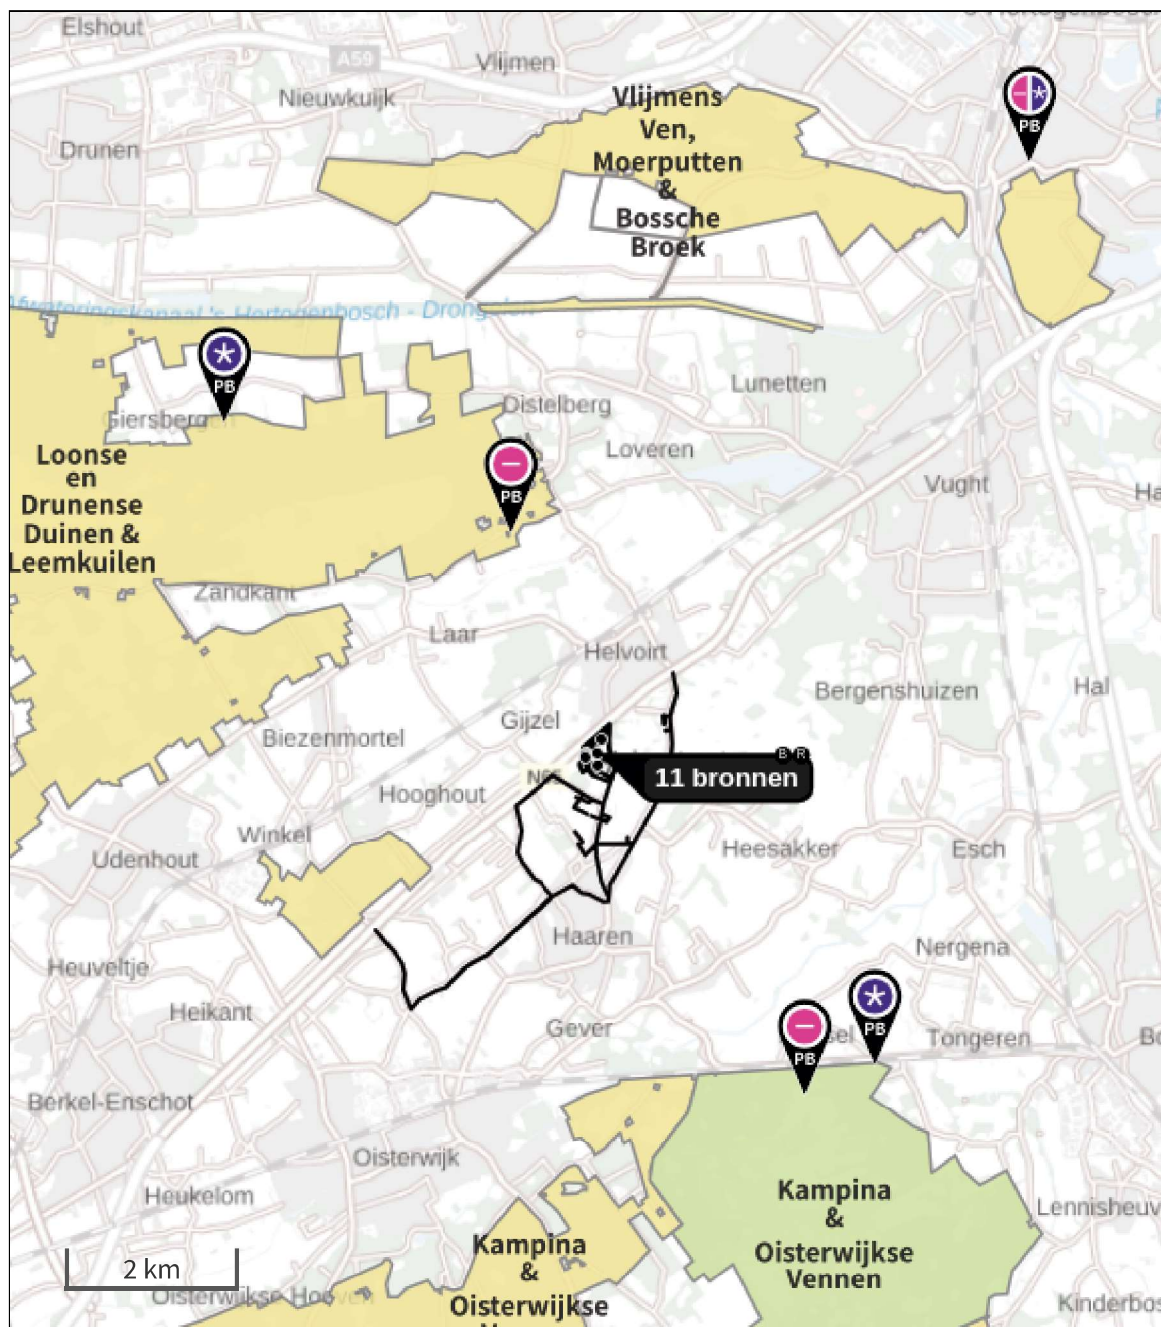 Elshout
A59
Vlijmen
Nieuwkuijk
Drunen
Vlijmens
Ven,
Moerputten
&
Bossche
Broek
PB
Afwateringskanaal 's-Hertogenbosch - Drongelen
PB
Giersbergen
Lunetten
Distelberg
Loveren
Vught
PB
Loonse
en
Drunense
Duinen &
Leemkuilen
Zandkant
Laar
Helvoirt
Bergenshuizen
Hal
Gijzel
Biezenmortel
B R
11 bronnen
Hooghout
Winkel
Udenhout
Heesakker
Esch
Haaren
Nergena
Heuveltje
Heikant
Gever
PB
PB
Tongeren
Berkel-Enschot
Oisterwijk
Heukelom
Kampina
&
Oisterwijkse
Vennen
Kampina
&
Oisterwijkse
2 km
Oisterwijkse Hoeven